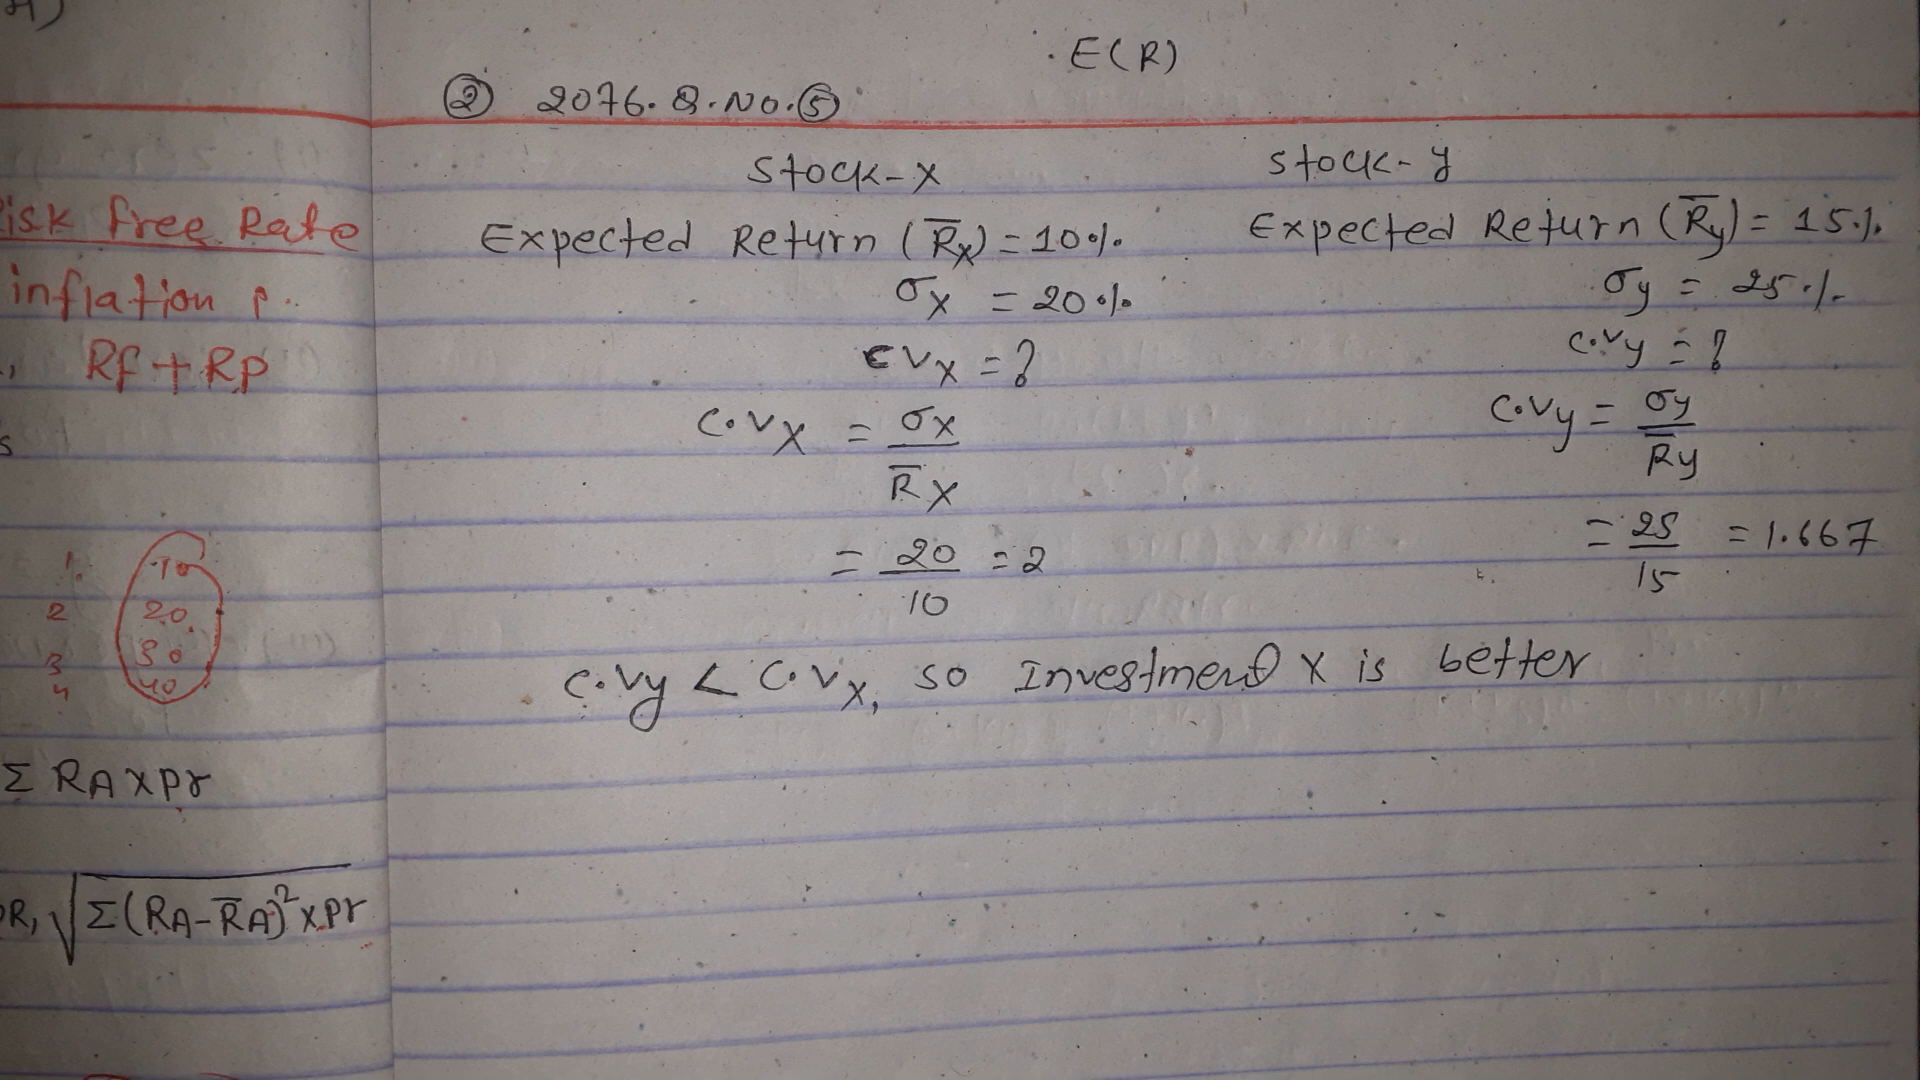 E(R)
② 2076. Q.NO.⑤
Stock-X
Expected Return (R̅x) = 10%
σx = 20%
CVx = ?
C.Vx = σx
R̅x
= 20 = 2
10
Stock-y
Expected Return (R̅y) = 15%
σy = 25%
C.Vy = ?
C.Vy = σy
R̅y
= 25 = 1.667
15
C.Vy < C.Vx, so Investment X is better
free Rate
inflation P..
Rf + RP
1. 10
2 20
3 30
4 40
Σ RA X Pr
√Σ(RA-R̅A)² x Pr